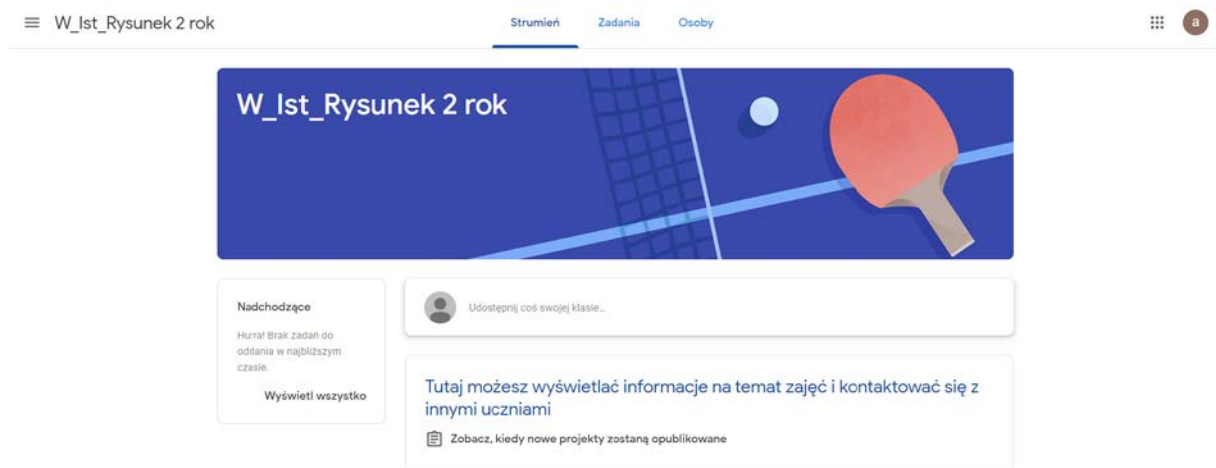 W_Ist_Rysunek 2 rok
Strumień Zadania Osoby
a
W_Ist_Rysunek 2 rok
Nadchodzące
Hurra! Brak zadań do
oddania w najbliższym
czasie.
Wyświetl wszystko
Udostępnij coś swojej klasie...
Tutaj możesz wyświetlać informacje na temat zajęć i kontaktować się z
innymi uczniami
Zobacz, kiedy nowe projekty zostaną opublikowane